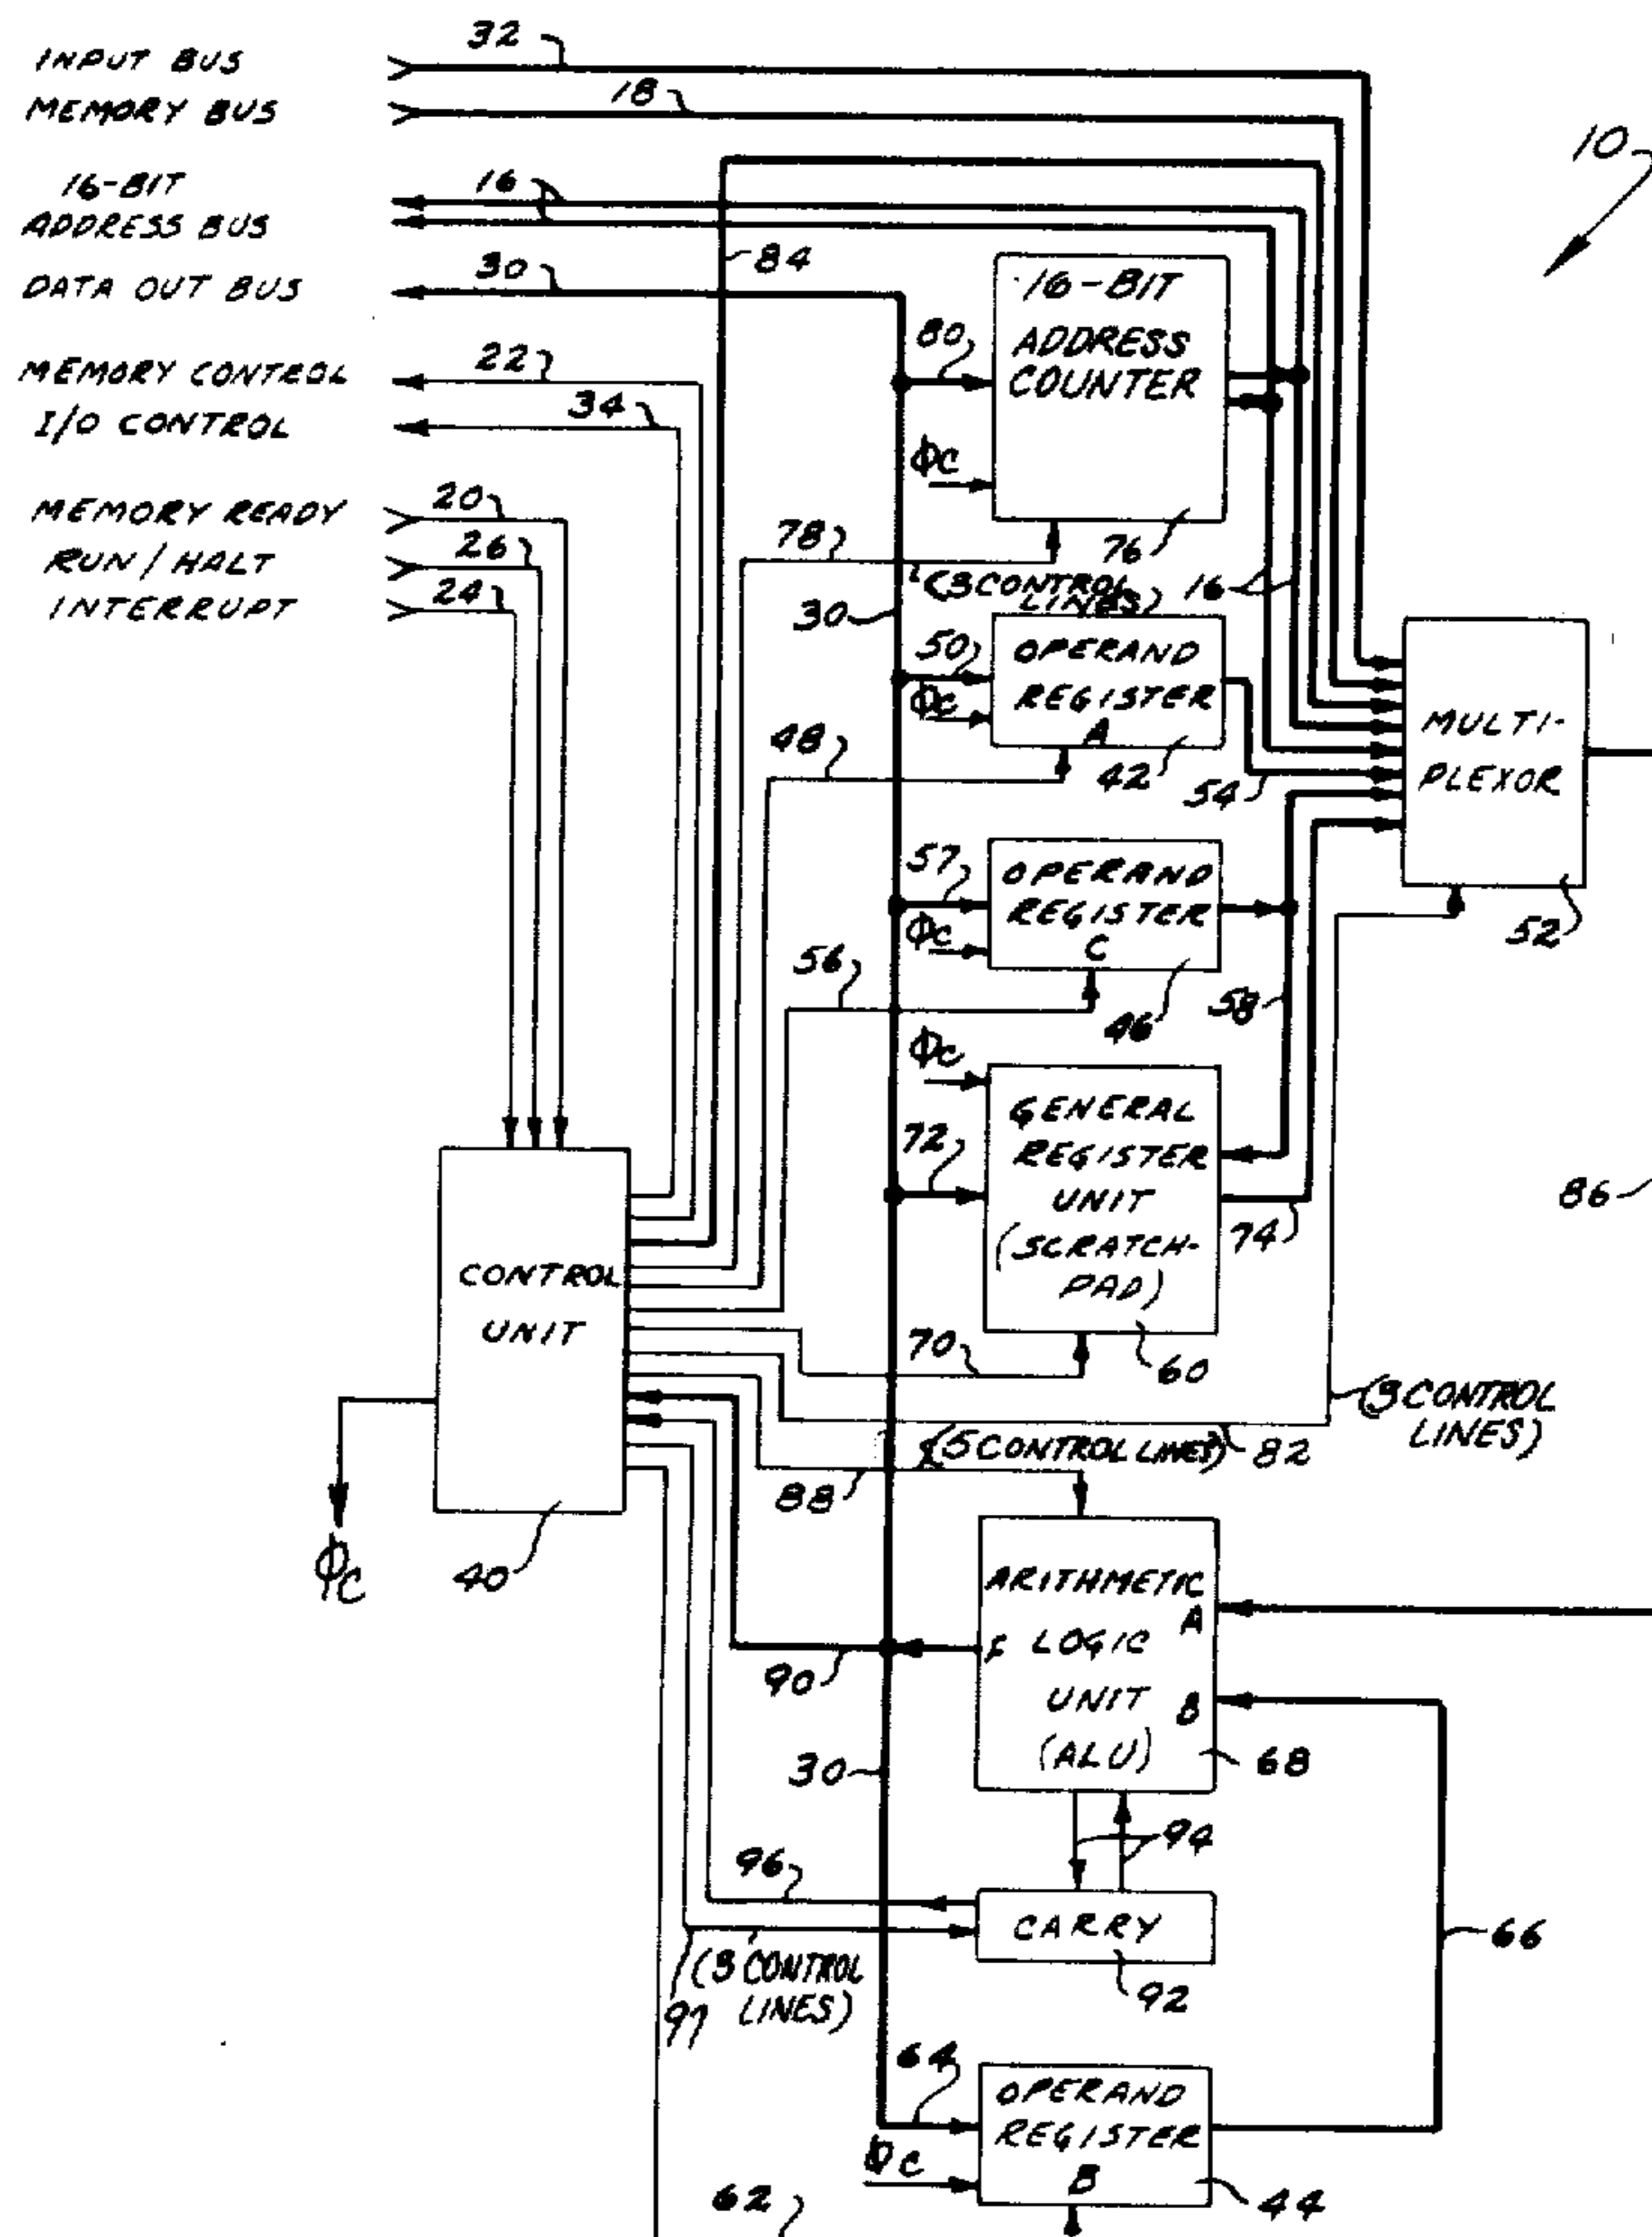 32
INPUT BUS
18
MEMORY BUS
10
16-BIT
ADDRESS BUS
16
84
30
DATA OUT BUS
16-BIT
ADDRESS
COUNTER
80
ΦC
76
22
MEMORY CONTROL
34
I/O CONTROL
20
MEMORY READY
26
RUN / HALT
24
INTERRUPT
78
(3 CONTROL
LINES)
16
30
50
ΦC
OPERAND
REGISTER
A
42
48
54
MULTI-
PLEXOR
52
57
ΦC
OPERAND
REGISTER
C
46
56
58
ΦC
72
GENERAL
REGISTER
UNIT
(SCRATCH-
PAD)
60
74
86
CONTROL
UNIT
40
ΦC
70
(3 CONTROL
LINES)
(5 CONTROL LINES)
82
88
ARITHMETIC
A
F LOGIC
UNIT
B
(ALU)
68
90
30
94
96
CARRY
92
66
(3 CONTROL
LINES)
97
64
OPERAND
REGISTER
B
ΦC
44
62